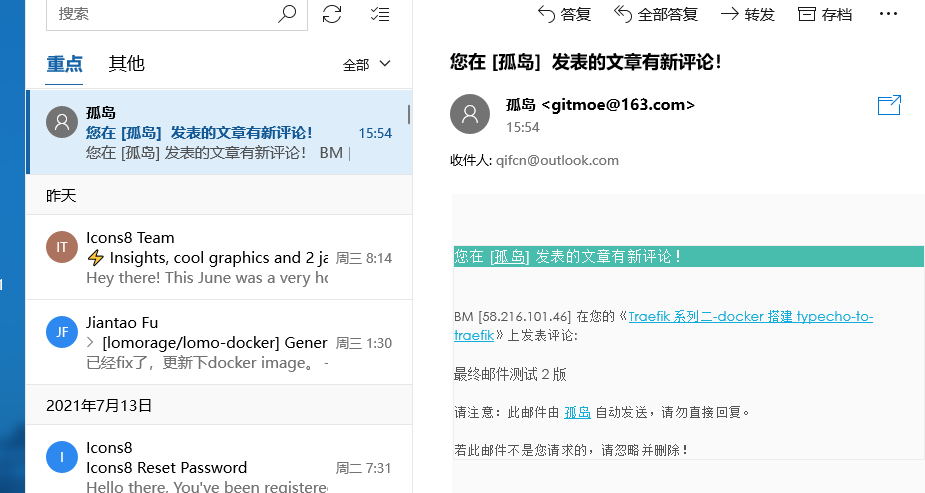 搜索
答复 全部答复 转发 存档
重点 其他 全部
孤岛
您在 [孤岛] 发表的文章有新评论！ 15:54
您在 [孤岛] 发表的文章有新评论！ BM |
昨天
IT
Icons8 Team
⚡ Insights, cool graphics and 2 ja 周三 8:14
Hey there! This June was a very ho
JF
Jiantao Fu
[lomorage/lomo-docker] Gener 周三 1:30
已经fix了，更新下docker image。 -
2021年7月13日
I
Icons8
Icons8 Reset Password 周二 7:31
Hello there, You've been registere
您在 [孤岛] 发表的文章有新评论！
孤岛 <gitmoe@163.com>
15:54
收件人: qifcn@outlook.com
您在 [孤岛] 发表的文章有新评论！
BM [58.216.101.46] 在您的《Traefik 系列二-docker 搭建 typecho-to-
traefik》上发表评论:
最终邮件测试 2 版
请注意：此邮件由 孤岛 自动发送，请勿直接回复。
若此邮件不是您请求的，请忽略并删除！